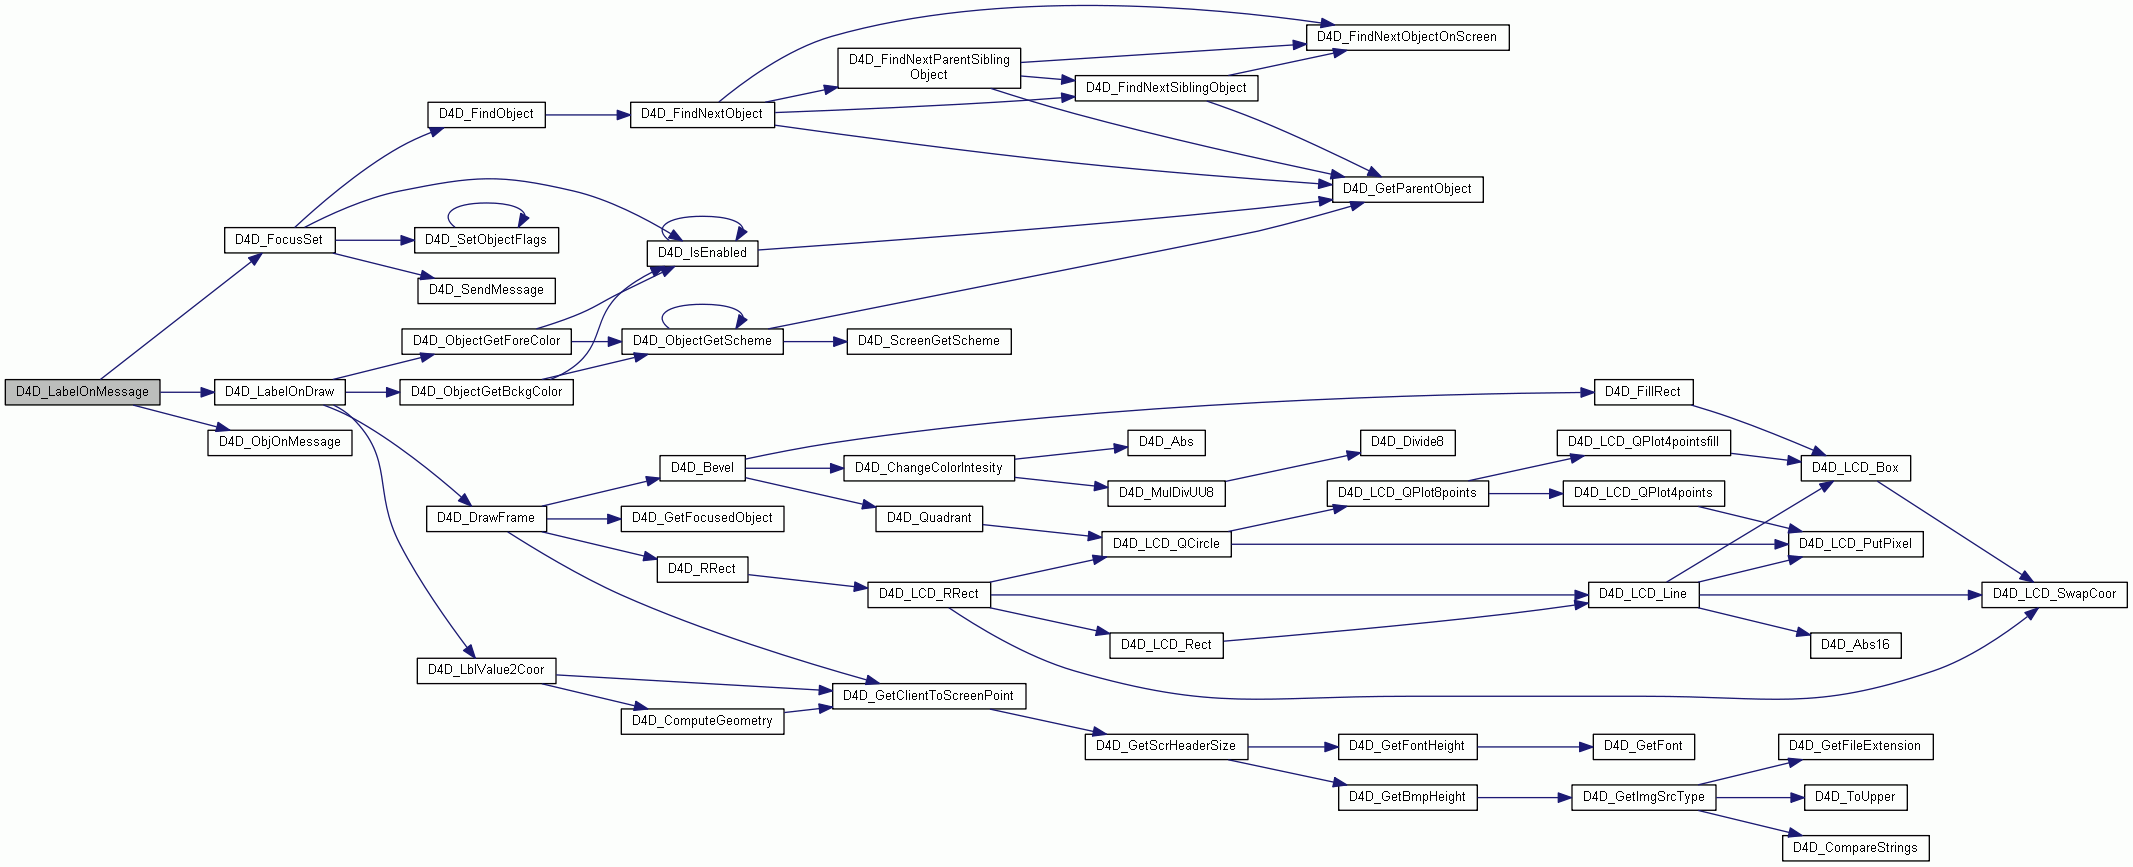 D4D_LabelOnMessage
D4D_FocusSet
D4D_LabelOnDraw
D4D_ObjOnMessage
D4D_FindObject
D4D_SetObjectFlags
D4D_SendMessage
D4D_ObjectGetForeColor
D4D_ObjectGetBckgColor
D4D_DrawFrame
D4D_LblValue2Coor
D4D_FindNextObject
D4D_IsEnabled
D4D_ObjectGetScheme
D4D_Bevel
D4D_GetFocusedObject
D4D_RRect
D4D_ComputeGeometry
D4D_FindNextParentSibling
Object
D4D_ScreenGetScheme
D4D_ChangeColorIntesity
D4D_Quadrant
D4D_LCD_RRect
D4D_GetClientToScreenPoint
D4D_FindNextSiblingObject
D4D_Abs
D4D_MulDivUU8
D4D_LCD_QCircle
D4D_LCD_Rect
D4D_GetScrHeaderSize
D4D_FindNextObjectOnScreen
D4D_GetParentObject
D4D_Divide8
D4D_LCD_QPlot8points
D4D_GetFontHeight
D4D_GetBmpHeight
D4D_FillRect
D4D_LCD_QPlot4pointsfill
D4D_LCD_QPlot4points
D4D_LCD_Line
D4D_GetFont
D4D_GetImgSrcType
D4D_LCD_Box
D4D_LCD_PutPixel
D4D_Abs16
D4D_GetFileExtension
D4D_ToUpper
D4D_CompareStrings
D4D_LCD_SwapCoor